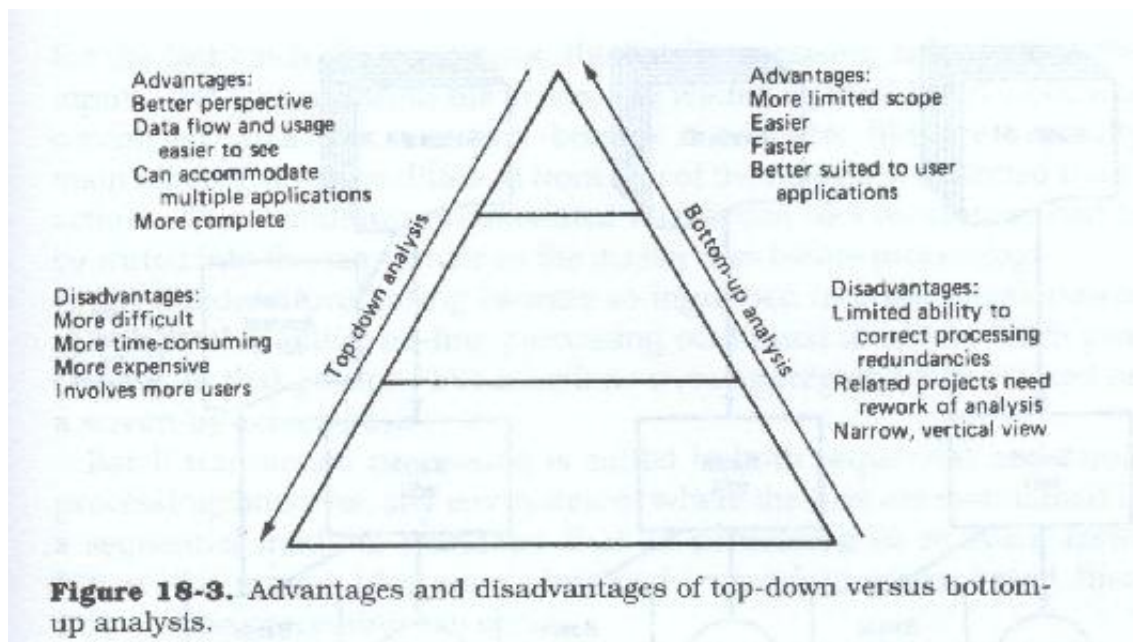 Advantages:
Better perspective
Data flow and usage
easier to see
Can accommodate
multiple applications
More complete
Disadvantages:
More difficult
More time-consuming
More expensive
Involves more users
Top-down analysis
Bottom-up analysis
Advantages:
More limited scope
Easier
Faster
Better suited to user
applications
Disadvantages:
Limited ability to
correct processing
redundancies
Related projects need
rework of analysis
Narrow, vertical view
Figure 18-3. Advantages and disadvantages of top-down versus bottom-
up analysis.